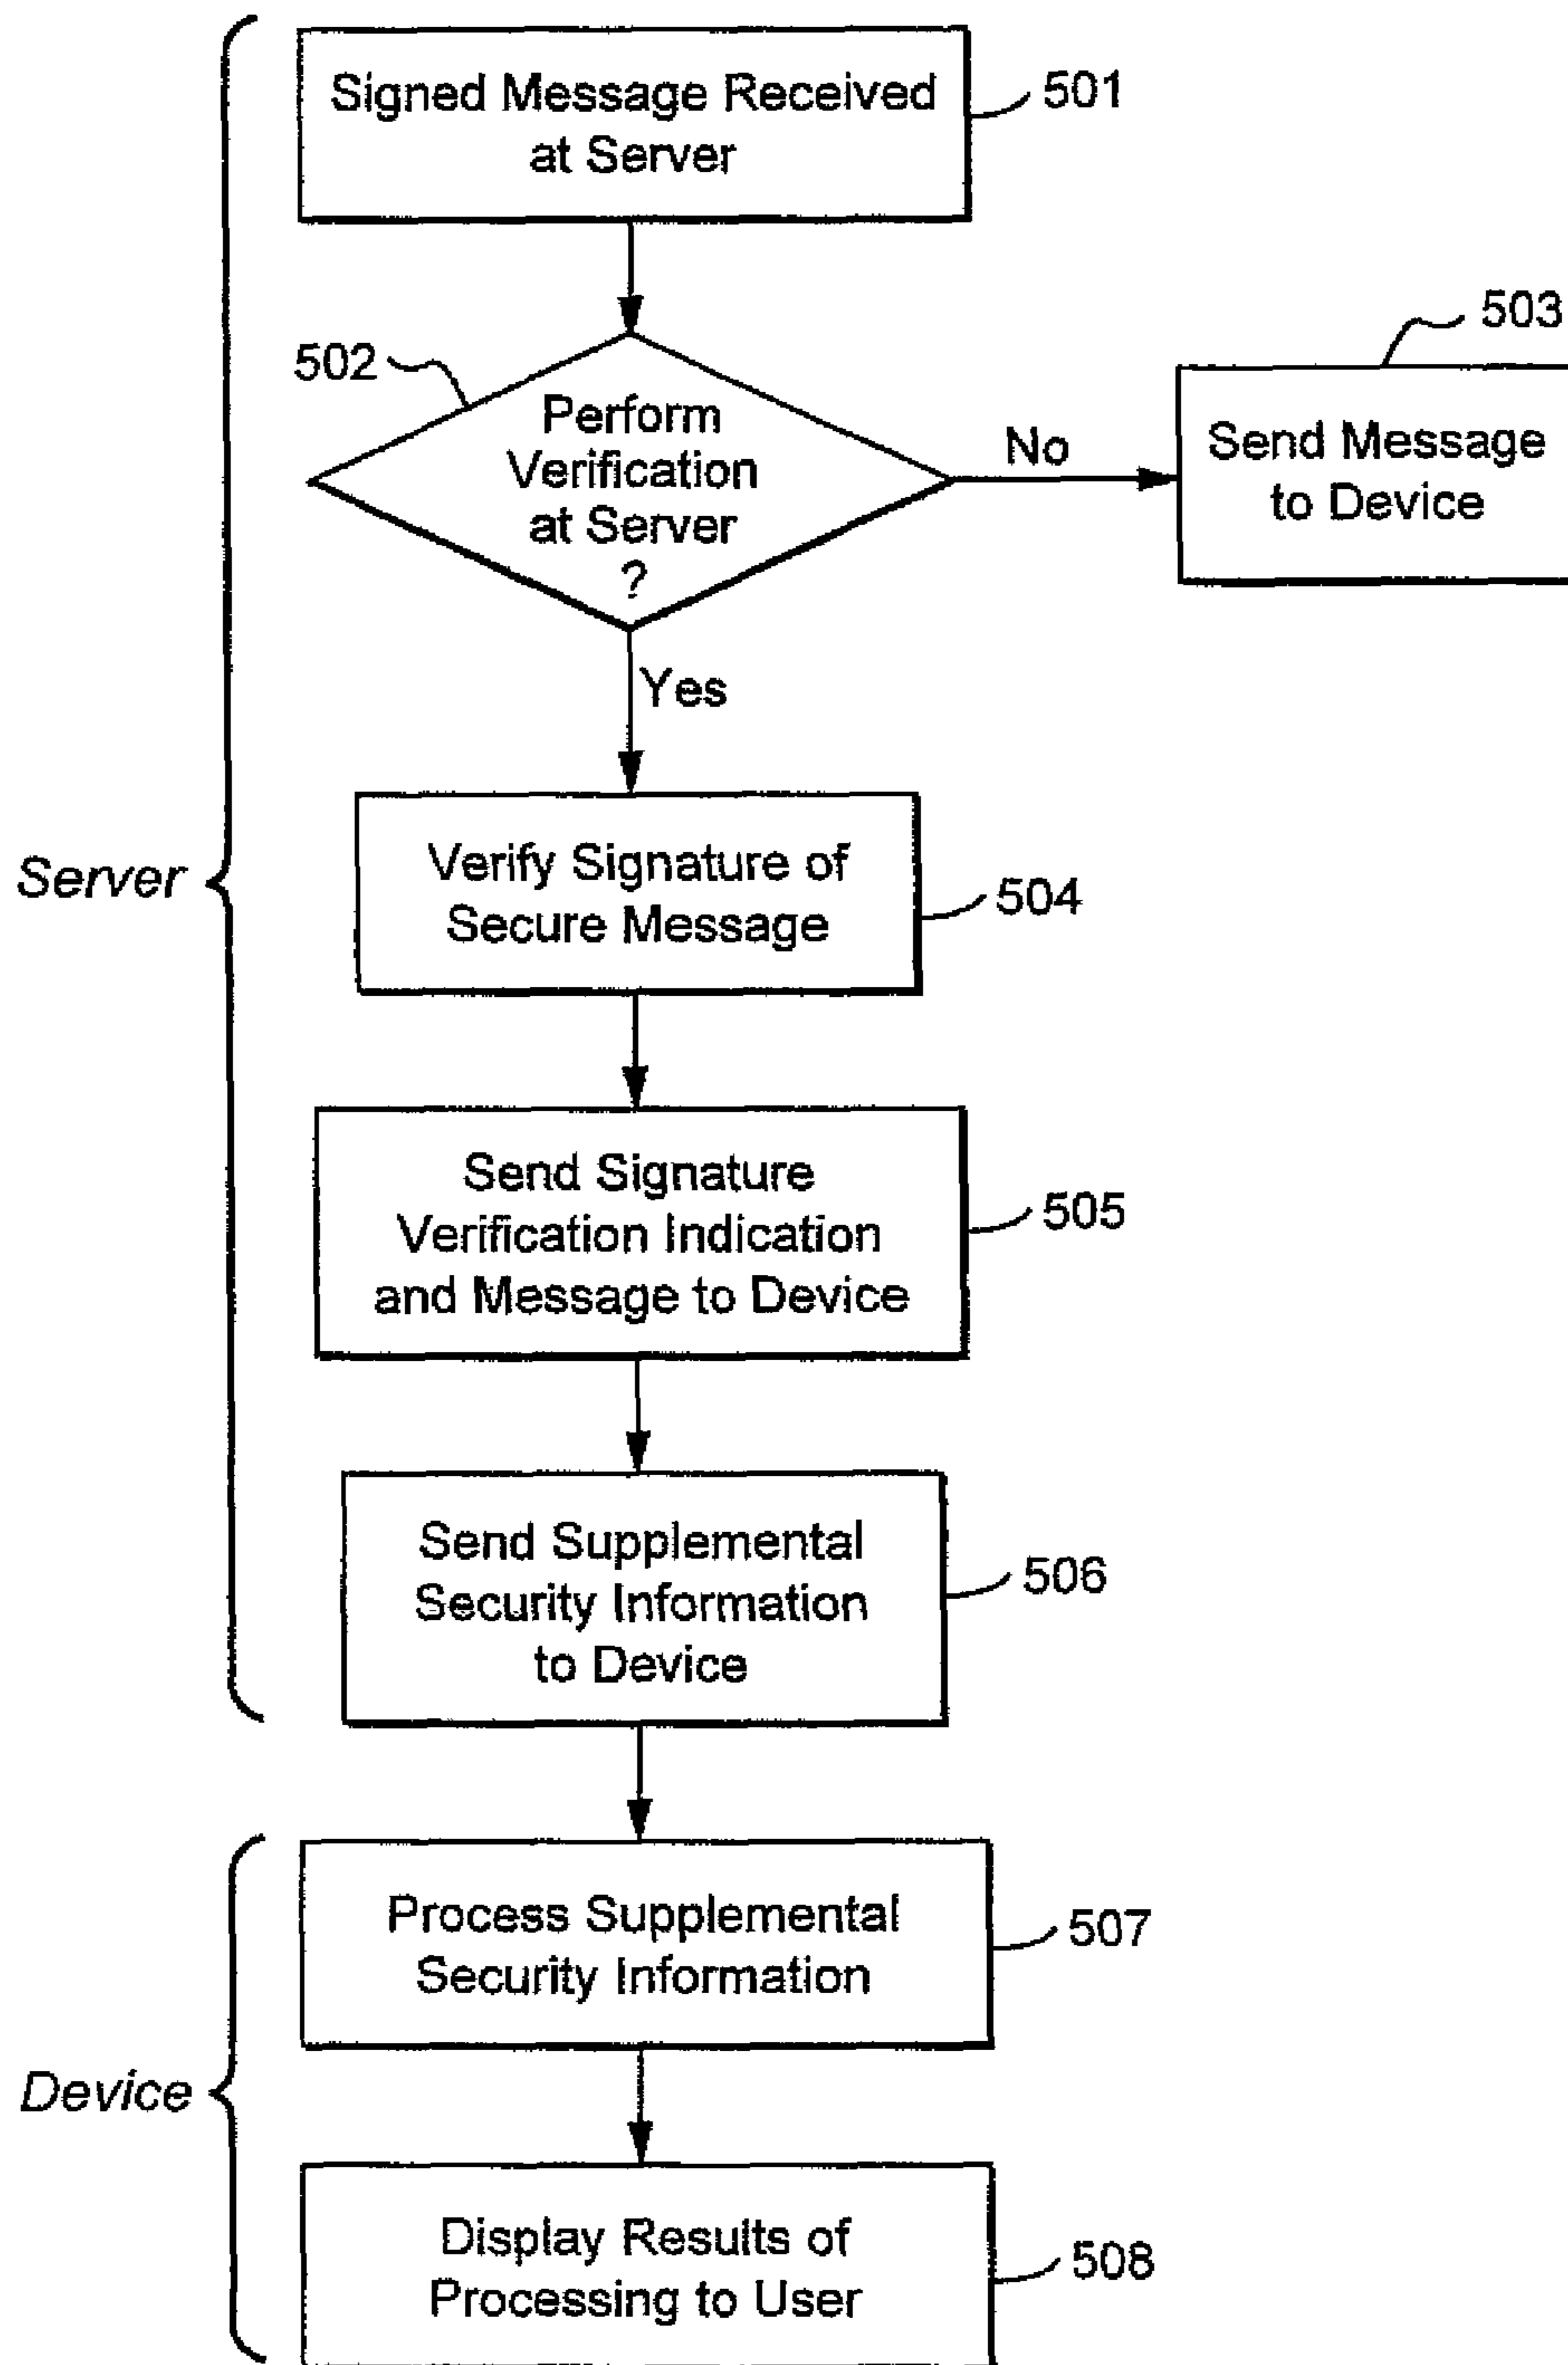 Signed Message Received
at Server
501
502
Perform
Verification
at Server
?
No
503
Send Message
to Device
Yes
Server
Verify Signature of
Secure Message
504
Send Signature
Verification Indication
and Message to Device
505
Send Supplemental
Security Information
to Device
506
Device
Process Supplemental
Security Information
507
Display Results of
Processing to User
508